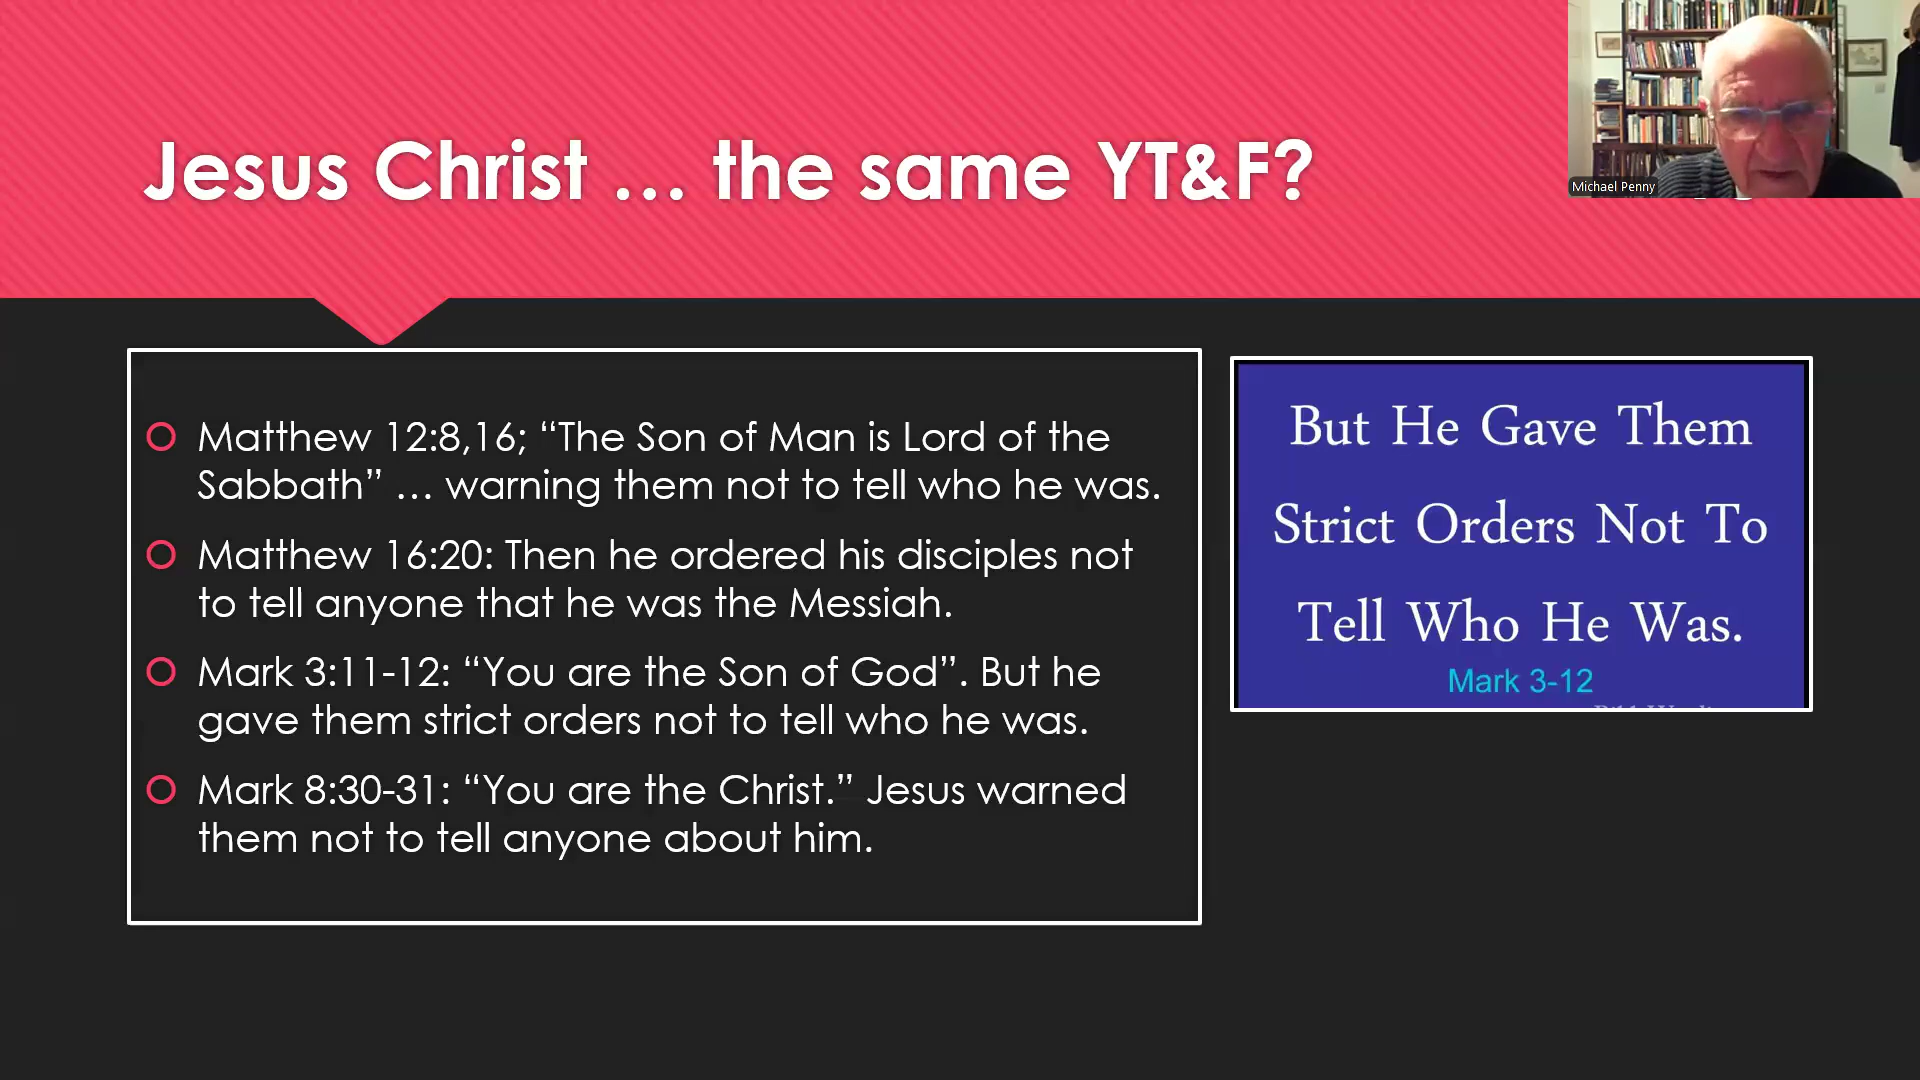 Jesus Christ … the same YT&F?
Michael Penny
Matthew 12:8,16; “The Son of Man is Lord of the
Sabbath” … warning them not to tell who he was.
Matthew 16:20: Then he ordered his disciples not
to tell anyone that he was the Messiah.
Mark 3:11-12: “You are the Son of God”. But he
gave them strict orders not to tell who he was.
Mark 8:30-31: “You are the Christ.” Jesus warned
them not to tell anyone about him.
But He Gave Them
Strict Orders Not To
Tell Who He Was.
Mark 3-12